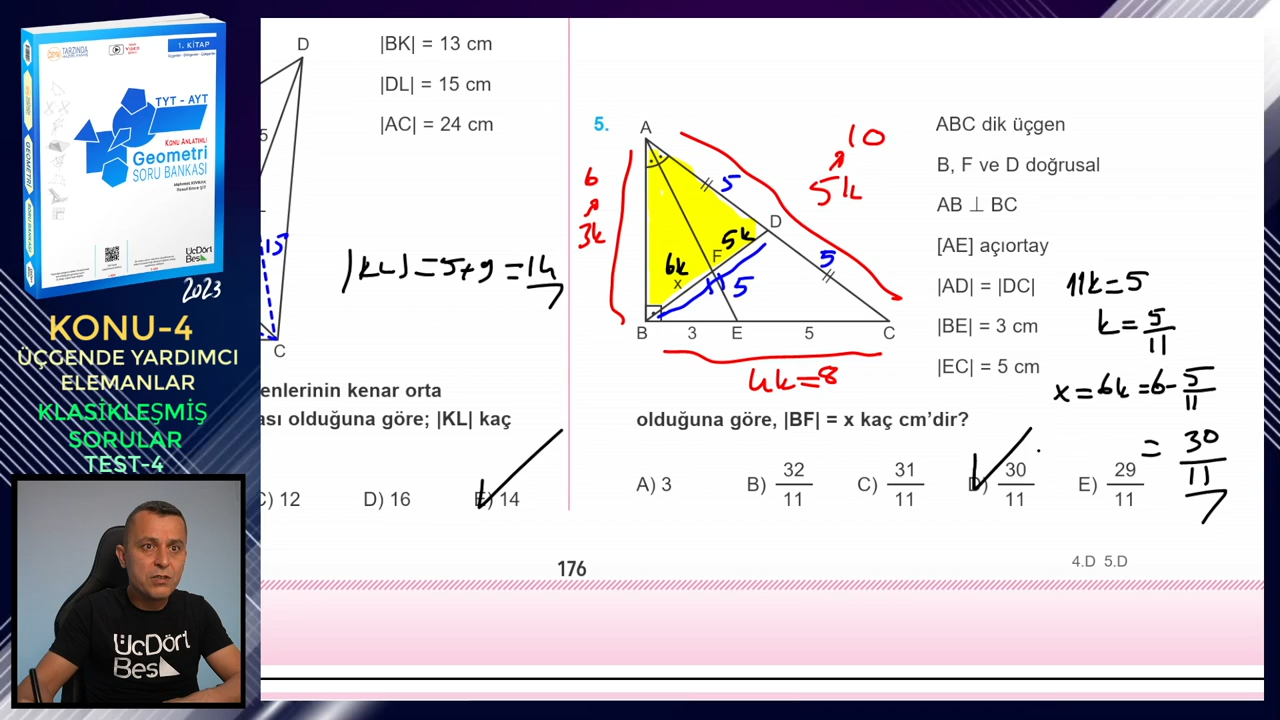 TARZINDA
HAZIRLANMIŞ
1. KİTAP
TYT - AYT
KONU ANLATIMLI
Geometri
SORU BANKASI
GEOMETRİ
ÜçDört
Beş
2023
KONU-4
ÜÇGENDE YARDIMCI
ELEMANLAR
KLASİKLEŞMİŞ
SORULAR
TEST-4
ÜçDört
Beş
D
5
15
C
|BK| = 13 cm
|DL| = 15 cm
|AC| = 24 cm
|KL| = 5+9 = 14
enlerinin kenar orta
ası olduğuna göre; |KL| kaç
C) 12 D) 16 E) 14
5.
A
10
5k
6
3k
5
D
5k
F
6k
x
5
5
B 3 E 5 C
4k=8
ABC dik üçgen
B, F ve D doğrusal
AB ⊥ BC
[AE] açıortay
|AD| = |DC|
|BE| = 3 cm
|EC| = 5 cm
11k=5
k=5/11
x=6k=6·5/11
=30/11
olduğuna göre, |BF| = x kaç cm'dir?
A) 3 B) 32/11 C) 31/11 D) 30/11 E) 29/11
176
4.D 5.D